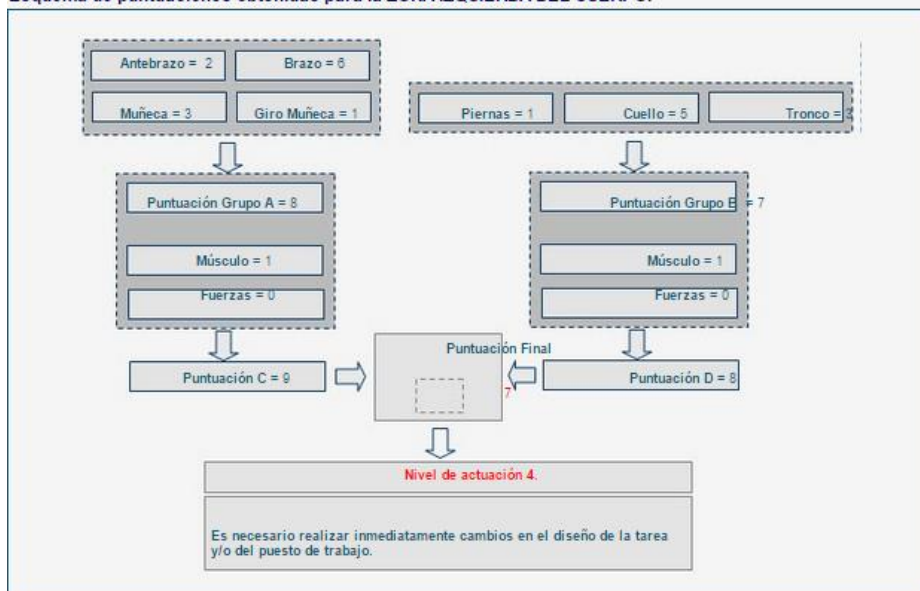 Antebrazo = 2
Brazo = 6
Muñeca = 3
Giro Muñeca = 1
Piernas = 1
Cuello = 5
Tronco = 3
Puntuación Grupo A = 8
Músculo = 1
Fuerzas = 0
Puntuación Grupo B = 7
Músculo = 1
Fuerzas = 0
Puntuación C = 9
Puntuación Final
7
Puntuación D = 8
Nivel de actuación 4.
Es necesario realizar inmediatamente cambios en el diseño de la tarea
y/o del puesto de trabajo.